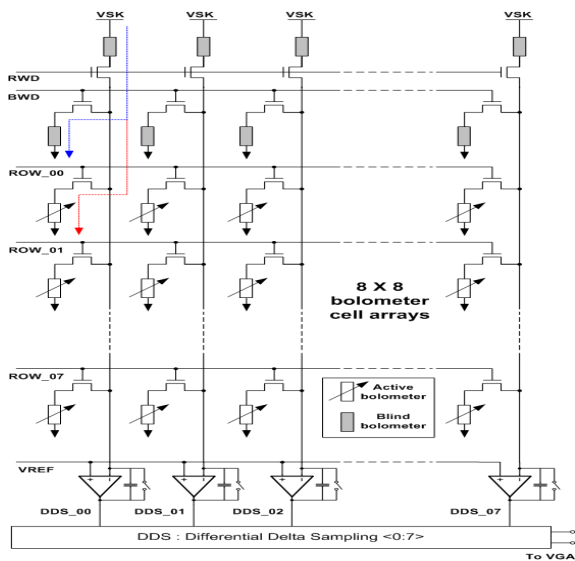 VSK VSK VSK VSK
RWD
BWD
ROW_00
ROW_01
8 X 8
bolometer
cell arrays
ROW_07
Active
bolometer
Blind
bolometer
VREF
DDS_00 DDS_01 DDS_02 DDS_07
DDS : Differential Delta Sampling <0:7>
To VGA